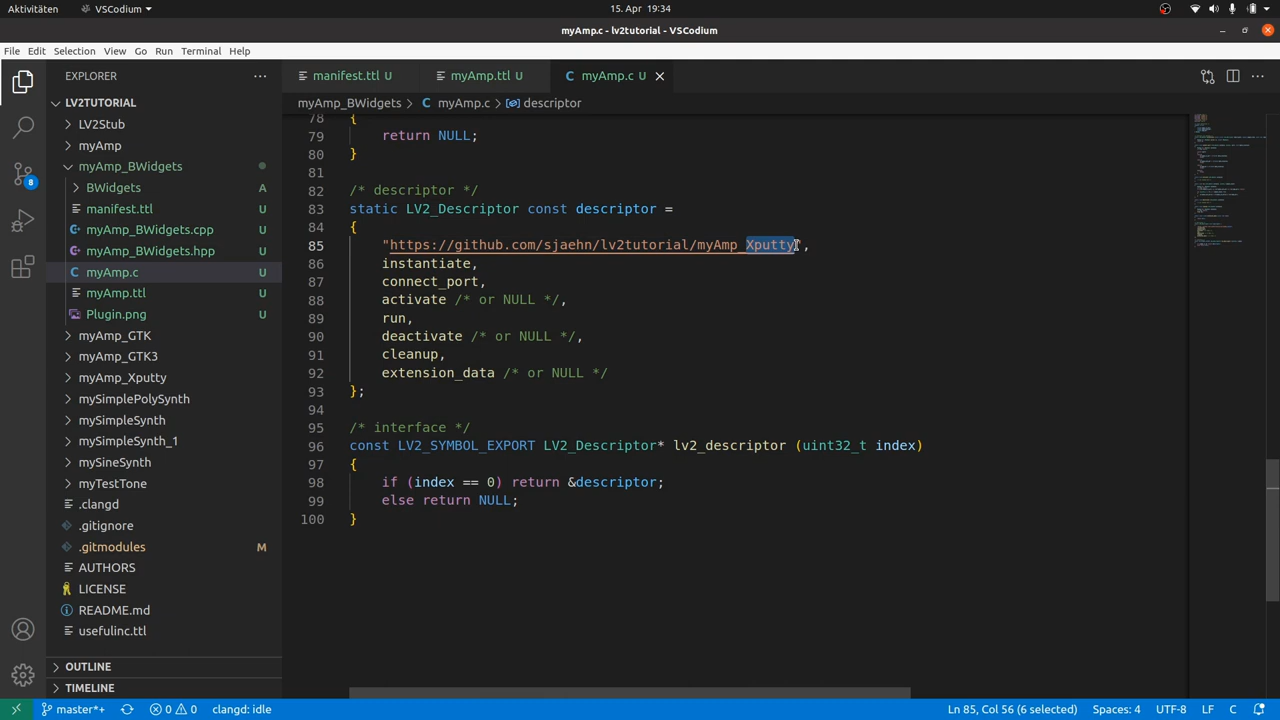 Aktivitäten
VSCodium
15. Apr 19:34
myAmp.c - lv2tutorial - VSCodium
File Edit Selection View Go Run Terminal Help
EXPLORER
manifest.ttl U
myAmp.ttl U
myAmp.c U
LV2TUTORIAL
myAmp_BWidgets > C myAmp.c > descriptor
LV2Stub
myAmp
myAmp_BWidgets
BWidgets A
manifest.ttl U
myAmp_BWidgets.cpp U
myAmp_BWidgets.hpp U
C myAmp.c U
myAmp.ttl U
Plugin.png U
myAmp_GTK
myAmp_GTK3
myAmp_Xputty
mySimplePolySynth
mySimpleSynth
mySimpleSynth_1
mySineSynth
myTestTone
.clangd
.gitignore
.gitmodules M
AUTHORS
LICENSE
README.md
usefulinc.ttl
OUTLINE
TIMELINE
8
78 {
79 return NULL;
80 }
81
82 /* descriptor */
83 static LV2_Descriptor const descriptor =
84 {
85 "https://github.com/sjaehn/lv2tutorial/myAmp_Xputty",
86 instantiate,
87 connect_port,
88 activate /* or NULL */,
89 run,
90 deactivate /* or NULL */,
91 cleanup,
92 extension_data /* or NULL */
93 };
94
95 /* interface */
96 const LV2_SYMBOL_EXPORT LV2_Descriptor* lv2_descriptor (uint32_t index)
97 {
98 if (index == 0) return &descriptor;
99 else return NULL;
100 }
master*+ 0 0 clangd: idle
Ln 85, Col 56 (6 selected) Spaces: 4 UTF-8 LF C